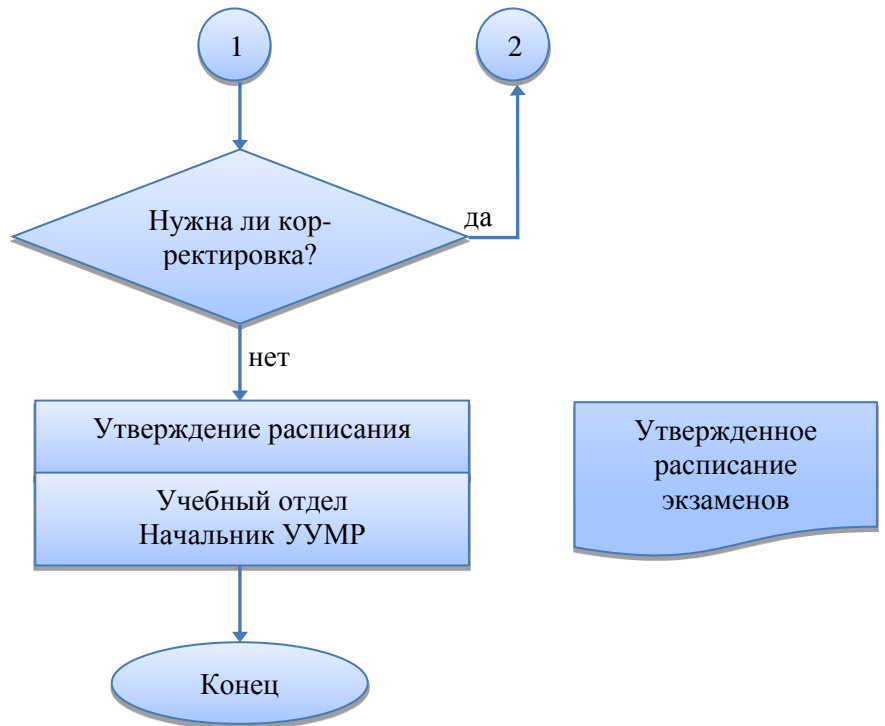 1
2
Нужна ли кор-
ректировка?
да
нет
Утверждение расписания
Учебный отдел
Начальник УУМР
Утвержденное
расписание
экзаменов
Конец